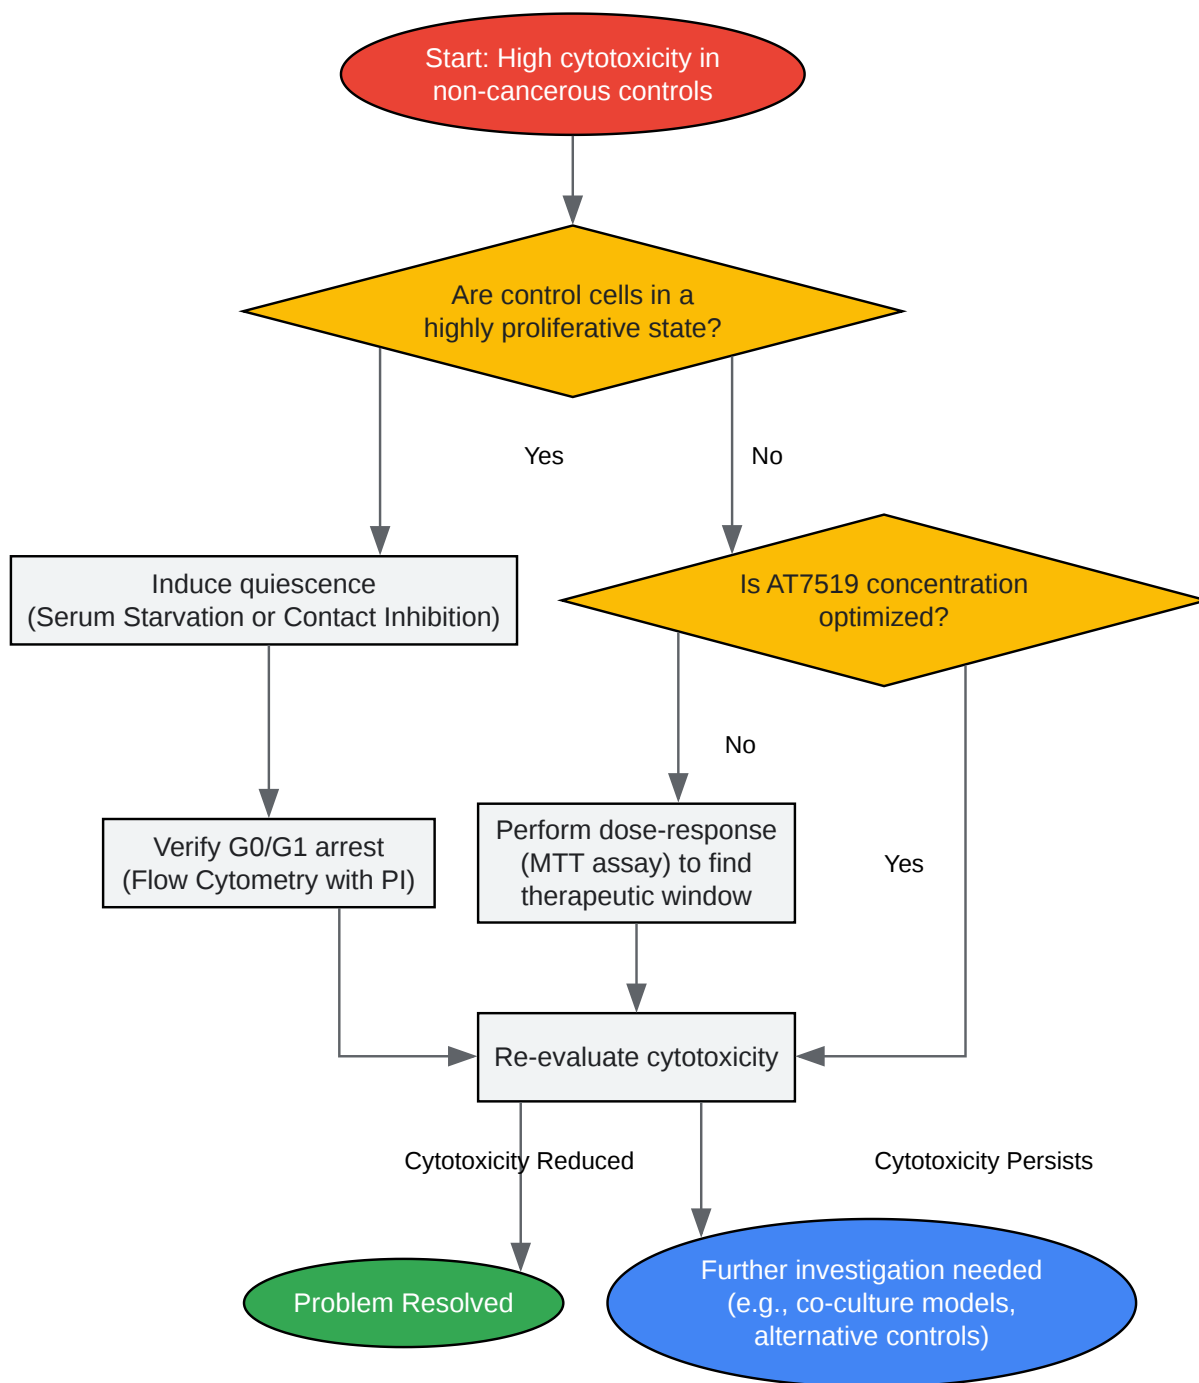 Start: High cytotoxicity in
non-cancerous controls
Are control cells in a
highly proliferative state?
Yes
No
Induce quiescence
(Serum Starvation or Contact Inhibition)
Is AT7519 concentration
optimized?
No
Verify G0/G1 arrest
(Flow Cytometry with PI)
Perform dose-response
(MTT assay) to find
therapeutic window
Yes
Re-evaluate cytotoxicity
Cytotoxicity Reduced
Cytotoxicity Persists
Problem Resolved
Further investigation needed
(e.g., co-culture models,
alternative controls)